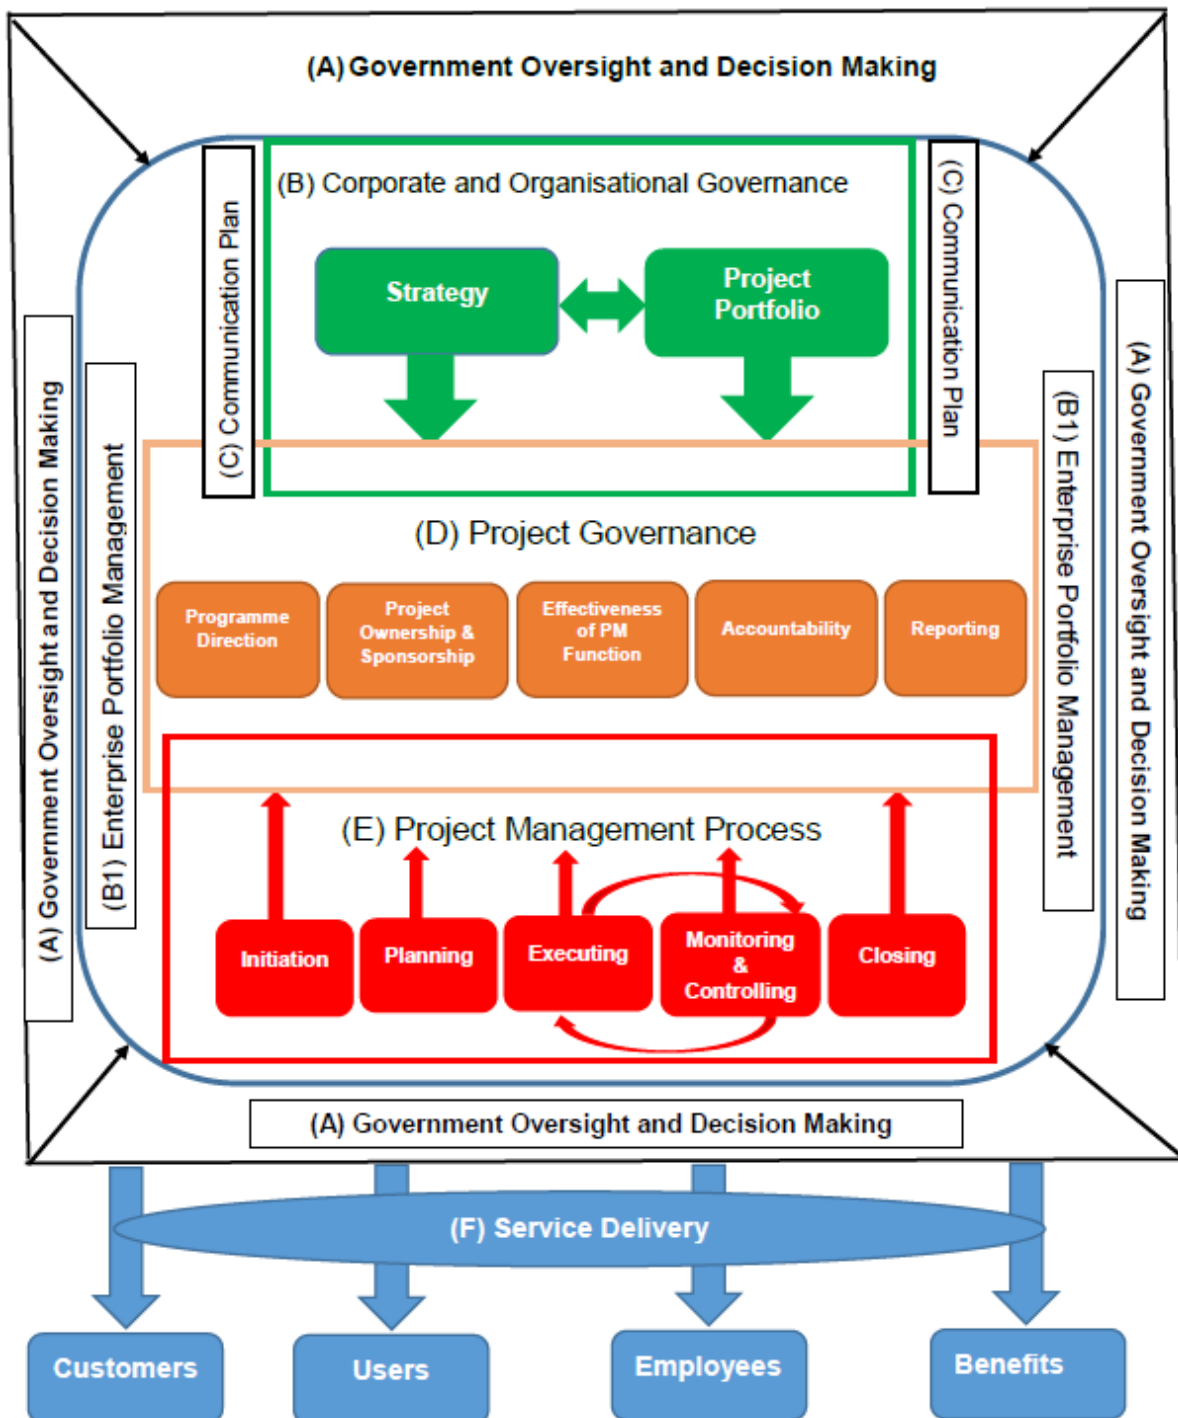 (A) Government Oversight and Decision Making
(B) Corporate and Organisational Governance
(C) Communication Plan
(C) Communication Plan
Strategy
Project
Portfolio
(A) Government Oversight and Decision Making
(B1) Enterprise Portfolio Management
(B1) Enterprise Portfolio Management
(A) Government Oversight and Decision Making
(D) Project Governance
Programme
Direction
Project
Ownership &
Sponsorship
Effectiveness
of PM
Function
Accountability
Reporting
(E) Project Management Process
Initiation
Planning
Executing
Monitoring
&
Controlling
Closing
(A) Government Oversight and Decision Making
(F) Service Delivery
Customers
Users
Employees
Benefits